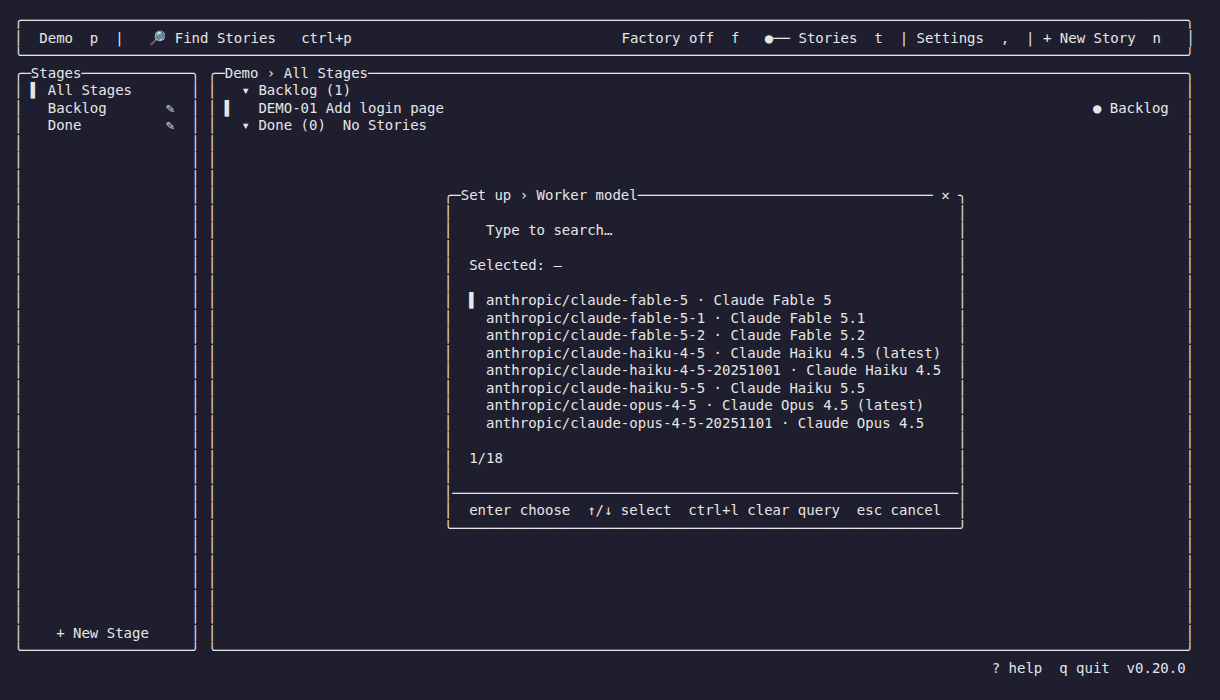 Demo p | 🔎 Find Stories ctrl+p Factory off f ●── Stories t | Settings , | + New Story n
Stages
▌ All Stages
Backlog ✎
Done ✎
+ New Stage
Demo › All Stages
▾ Backlog (1)
▌ DEMO-01 Add login page ● Backlog
▾ Done (0) No Stories
Set up › Worker model ✕
Type to search…
Selected: —
▌ anthropic/claude-fable-5 · Claude Fable 5
anthropic/claude-fable-5-1 · Claude Fable 5.1
anthropic/claude-fable-5-2 · Claude Fable 5.2
anthropic/claude-haiku-4-5 · Claude Haiku 4.5 (latest)
anthropic/claude-haiku-4-5-20251001 · Claude Haiku 4.5
anthropic/claude-haiku-5-5 · Claude Haiku 5.5
anthropic/claude-opus-4-5 · Claude Opus 4.5 (latest)
anthropic/claude-opus-4-5-20251101 · Claude Opus 4.5
1/18
enter choose ↑/↓ select ctrl+l clear query esc cancel
? help q quit v0.20.0